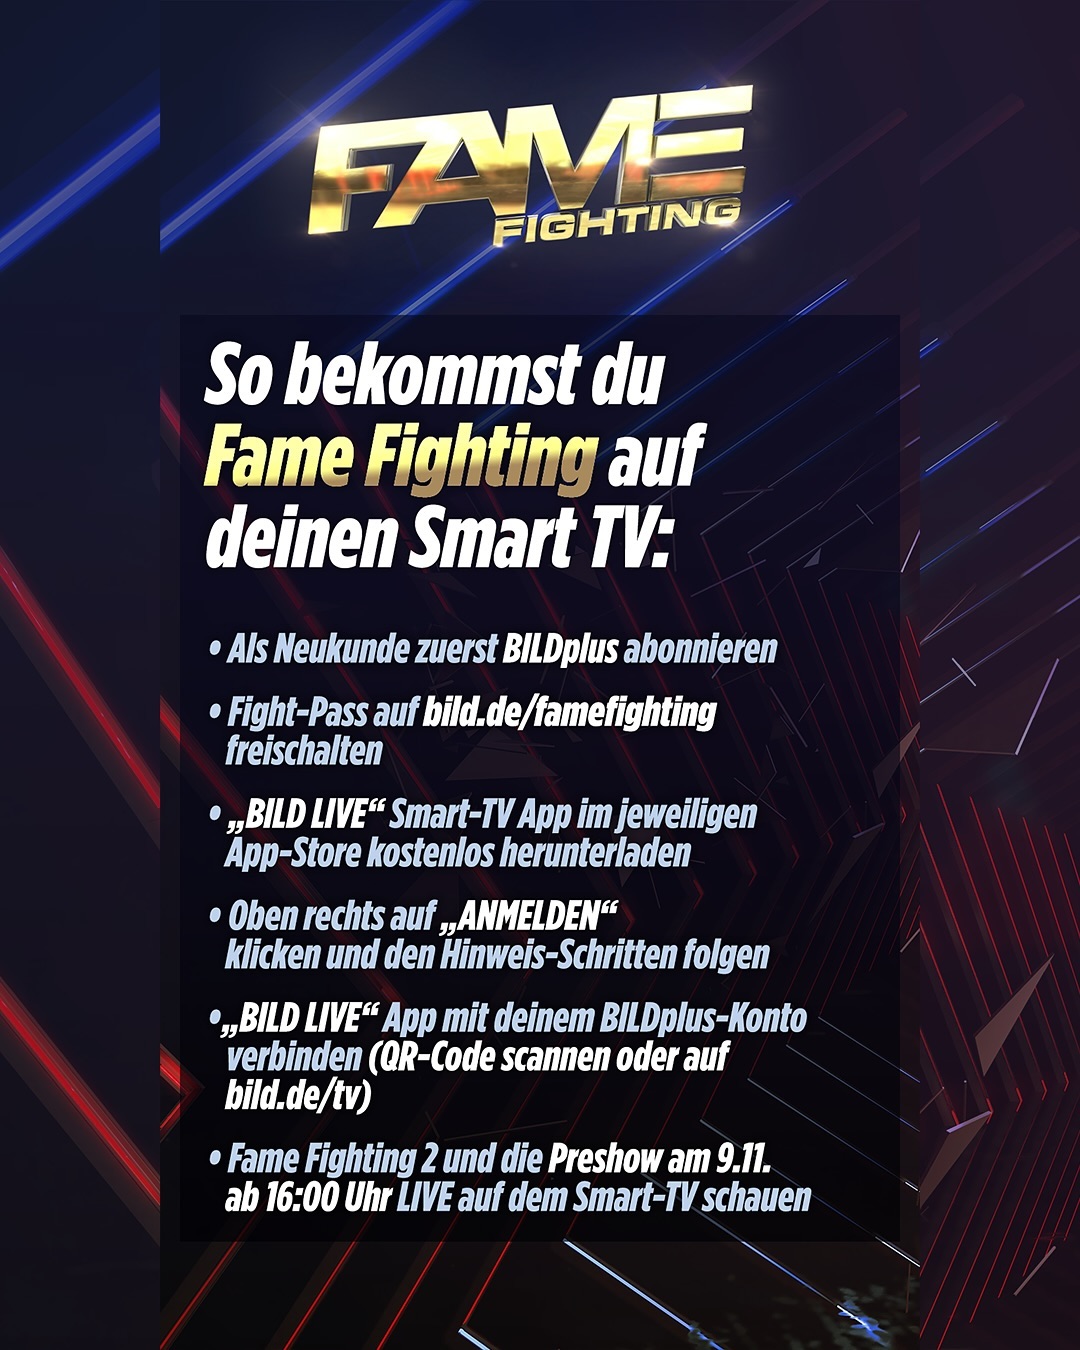 FAME
FIGHTING
So bekommst du
Fame Fighting auf
deinen Smart TV:
• Als Neukunde zuerst BILDplus abonnieren
• Fight-Pass auf bild.de/famefighting
freischalten
• „BILD LIVE“ Smart-TV App im jeweiligen
App-Store kostenlos herunterladen
• Oben rechts auf „ANMELDEN“
klicken und den Hinweis-Schritten folgen
•„BILD LIVE“ App mit deinem BILDplus-Konto
verbinden (QR-Code scannen oder auf
bild.de/tv)
• Fame Fighting 2 und die Preshow am 9.11.
ab 16:00 Uhr LIVE auf dem Smart-TV schauen